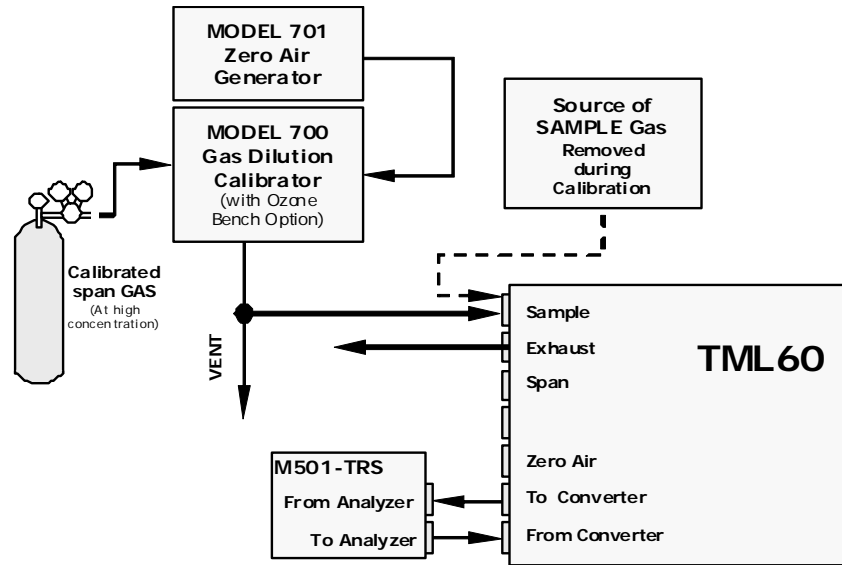 MODEL 701
Zero Air
Generator
MODEL 700
Gas Dilution
Calibrator
(with Ozone
Bench Option)
Source of
SAMPLE Gas
Removed
during
Calibration
Calibrated
span GAS
(At high
concentration)
VENT
Sample
Exhaust
Span
Zero Air
To Converter
From Converter
TML60
M501-TRS
From Analyzer
To Analyzer